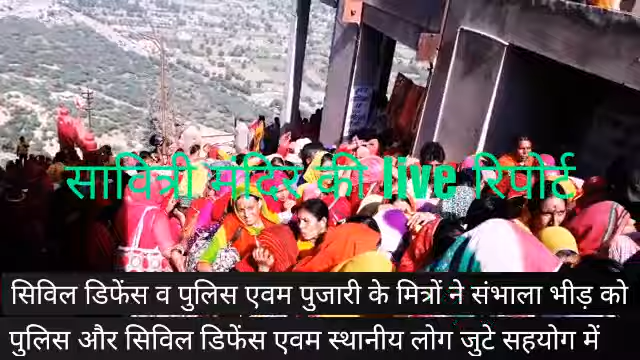 सावित्री मंदिर की live रिपोर्ट
सिविल डिफेंस व पुलिस एवम पुजारी के मित्रों ने संभाला भीड़ को
पुलिस और सिविल डिफेंस एवम स्थानीय लोग जुटे सहयोग में